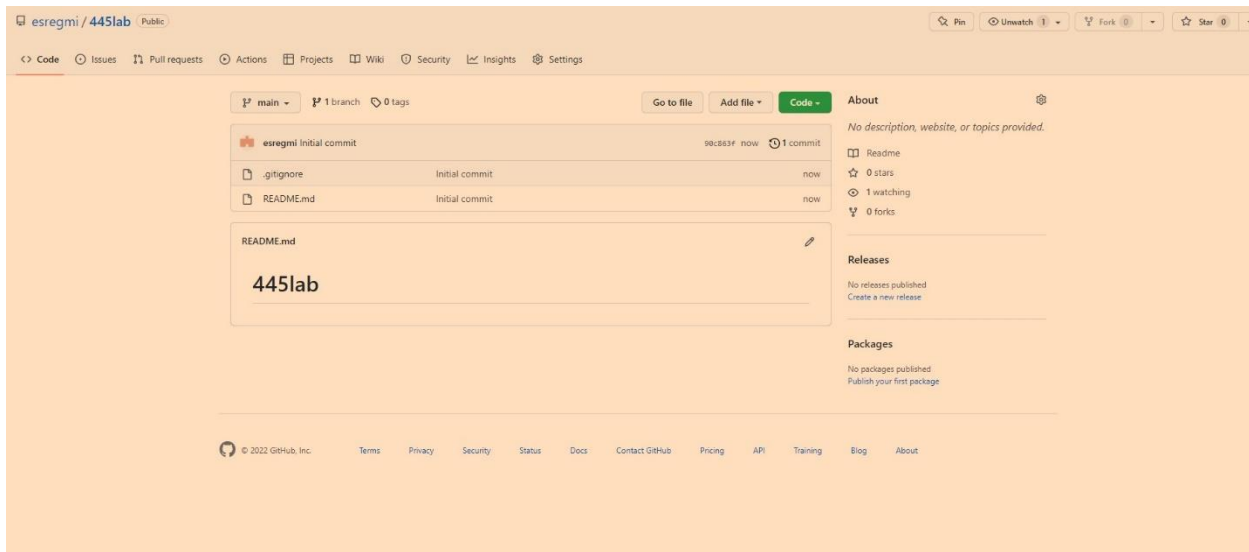 esregmi / 445lab Public
Pin Unwatch 1 Fork 0 Star 0
Code Issues Pull requests Actions Projects Wiki Security Insights Settings
main 1 branch 0 tags Go to file Add file Code
esregmi Initial commit 90c863f now 1 commit
.gitignore Initial commit now
README.md Initial commit now
README.md
445lab
About
No description, website, or topics provided.
Readme
0 stars
1 watching
0 forks
Releases
No releases published
Create a new release
Packages
No packages published
Publish your first package
© 2022 GitHub, Inc. Terms Privacy Security Status Docs Contact GitHub Pricing API Training Blog About